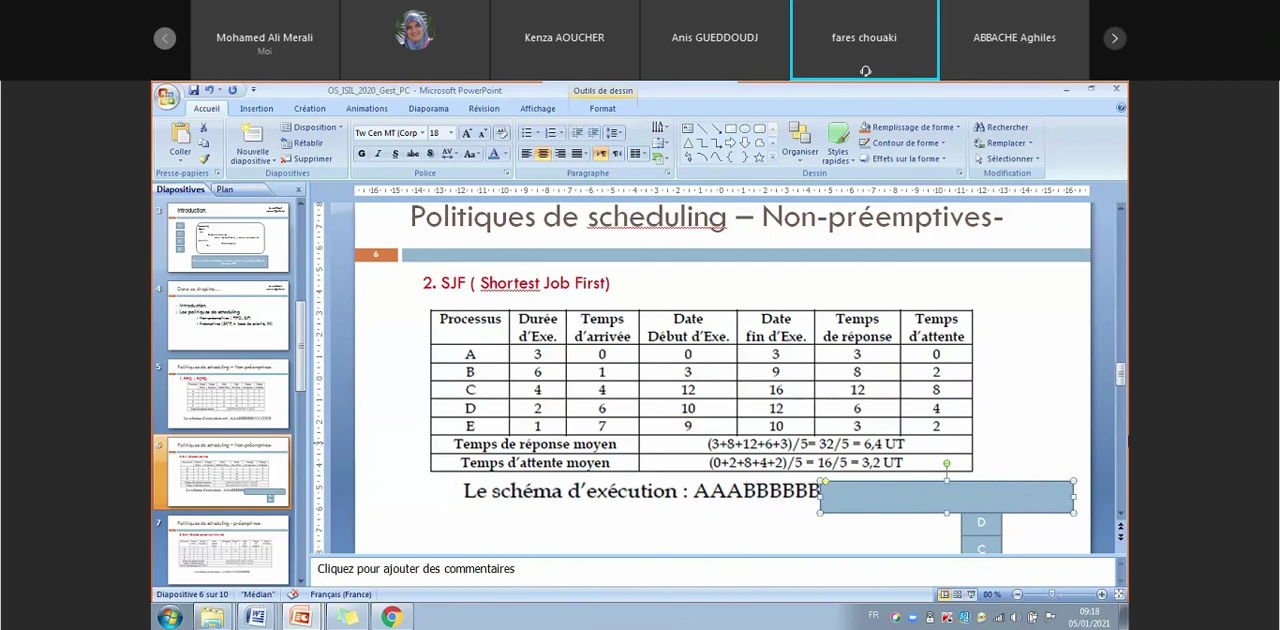 Mohamed Ali Merali
Moi
Kenza AOUCHER
Anis GUEDDOUDJ
fares chouaki
ABBACHE Aghiles
OS_ISIL_2020_Gest_PC - Microsoft PowerPoint
Outils de dessin
Accueil Insertion Création Animations Diaporama Révision Affichage Format
Coller
Nouvelle diapositive
Disposition
Rétablir
Supprimer
Tw Cen MT (Corp 18
Organiser
Styles rapides
Remplissage de forme
Contour de forme
Effets sur la forme
Rechercher
Remplacer
Sélectionner
Presse-papiers Diapositives Police Paragraphe Dessin Modification
Diapositives Plan
Politiques de scheduling – Non-préemptives-
6
2. SJF ( Shortest Job First)
Processus Durée d'Exe. Temps d'arrivée Date Début d'Exe. Date fin d'Exe. Temps de réponse Temps d'attente
A 3 0 0 3 3 0
B 6 1 3 9 8 2
C 4 4 12 16 12 8
D 2 6 10 12 6 4
E 1 7 9 10 3 2
Temps de réponse moyen (3+8+12+6+3)/5= 32/5 = 6,4 UT
Temps d'attente moyen (0+2+8+4+2)/5 = 16/5 = 3,2 UT
Le schéma d'exécution : AAABBBBBB
D
C
Cliquez pour ajouter des commentaires
Diapositive 6 sur 10 "Médian" Français (France) 80 %
FR 09:18
05/01/2021